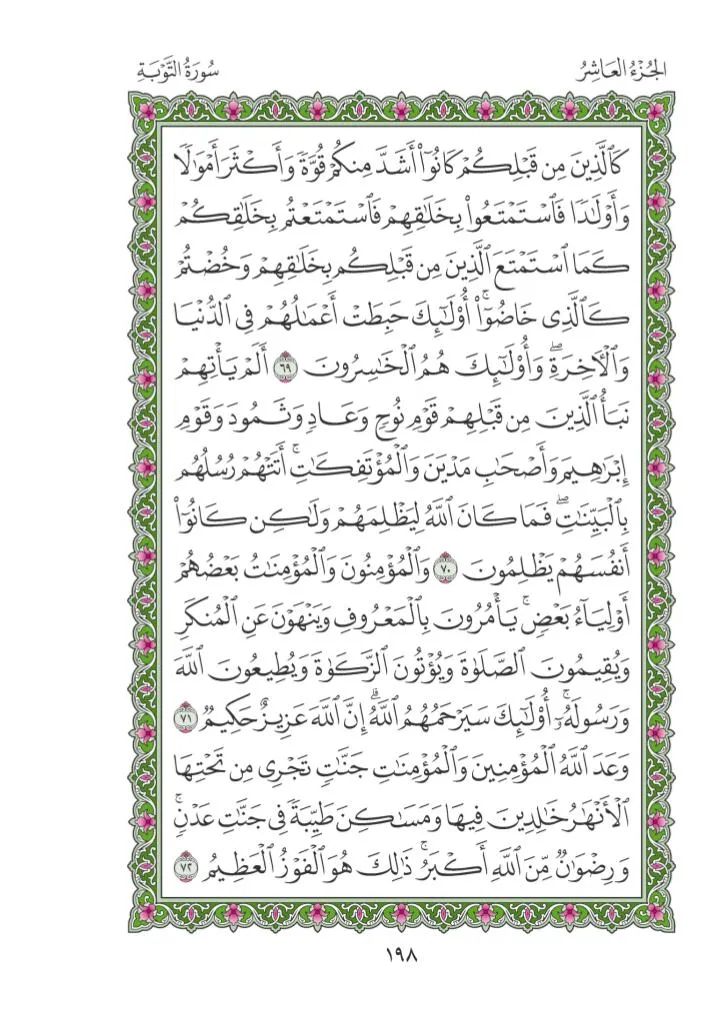 الجُزْءُ العَاشِرُ
سُورَةُ التَّوْبَةِ
كَالَّذِينَ مِن قَبْلِكُمْ كَانُوٓاْ أَشَدَّ مِنكُمْ قُوَّةٗ وَأَكْثَرَ أَمْوَٰلٗا
وَأَوْلَٰدٗا فَٱسْتَمْتَعُواْ بِخَلَٰقِهِمْ فَٱسْتَمْتَعْتُم بِخَلَٰقِكُمْ
كَمَا ٱسْتَمْتَعَ ٱلَّذِينَ مِن قَبْلِكُم بِخَلَٰقِهِمْ وَخُضْتُمْ
كَٱلَّذِي خَاضُوٓاْۚ أُوْلَٰٓئِكَ حَبِطَتْ أَعْمَٰلُهُمْ فِي ٱلدُّنْيَا
وَٱلْأٓخِرَةِۖ وَأُوْلَٰٓئِكَ هُمُ ٱلْخَٰسِرُونَ ٦٩ أَلَمْ يَأْتِهِمْ
نَبَأُ ٱلَّذِينَ مِن قَبْلِهِمْ قَوْمِ نُوحٖ وَعَادٖ وَثَمُودَ وَقَوْمِ
إِبْرَٰهِيمَ وَأَصْحَٰبِ مَدْيَنَ وَٱلْمُؤْتَفِكَٰتِۚ أَتَتْهُمْ رُسُلُهُم
بِٱلْبَيِّنَٰتِۖ فَمَا كَانَ ٱللَّهُ لِيَظْلِمَهُمْ وَلَٰكِن كَانُوٓاْ
أَنفُسَهُمْ يَظْلِمُونَ ٧٠ وَٱلْمُؤْمِنُونَ وَٱلْمُؤْمِنَٰتُ بَعْضُهُمْ
أَوْلِيَآءُ بَعْضٖۚ يَأْمُرُونَ بِٱلْمَعْرُوفِ وَيَنْهَوْنَ عَنِ ٱلْمُنكَرِ
وَيُقِيمُونَ ٱلصَّلَوٰةَ وَيُؤْتُونَ ٱلزَّكَوٰةَ وَيُطِيعُونَ ٱللَّهَ
وَرَسُولَهُۥٓۚ أُوْلَٰٓئِكَ سَيَرْحَمُهُمُ ٱللَّهُۗ إِنَّ ٱللَّهَ عَزِيزٌ حَكِيمٞ ٧١
وَعَدَ ٱللَّهُ ٱلْمُؤْمِنِينَ وَٱلْمُؤْمِنَٰتِ جَنَّٰتٖ تَجْرِي مِن تَحْتِهَا
ٱلْأَنْهَٰرُ خَٰلِدِينَ فِيهَا وَمَسَٰكِنَ طَيِّبَةٗ فِي جَنَّٰتِ عَدْنٖۚ
وَرِضْوَٰنٞ مِّنَ ٱللَّهِ أَكْبَرُۚ ذَٰلِكَ هُوَ ٱلْفَوْزُ ٱلْعَظِيمُ ٧٢
١٩٨